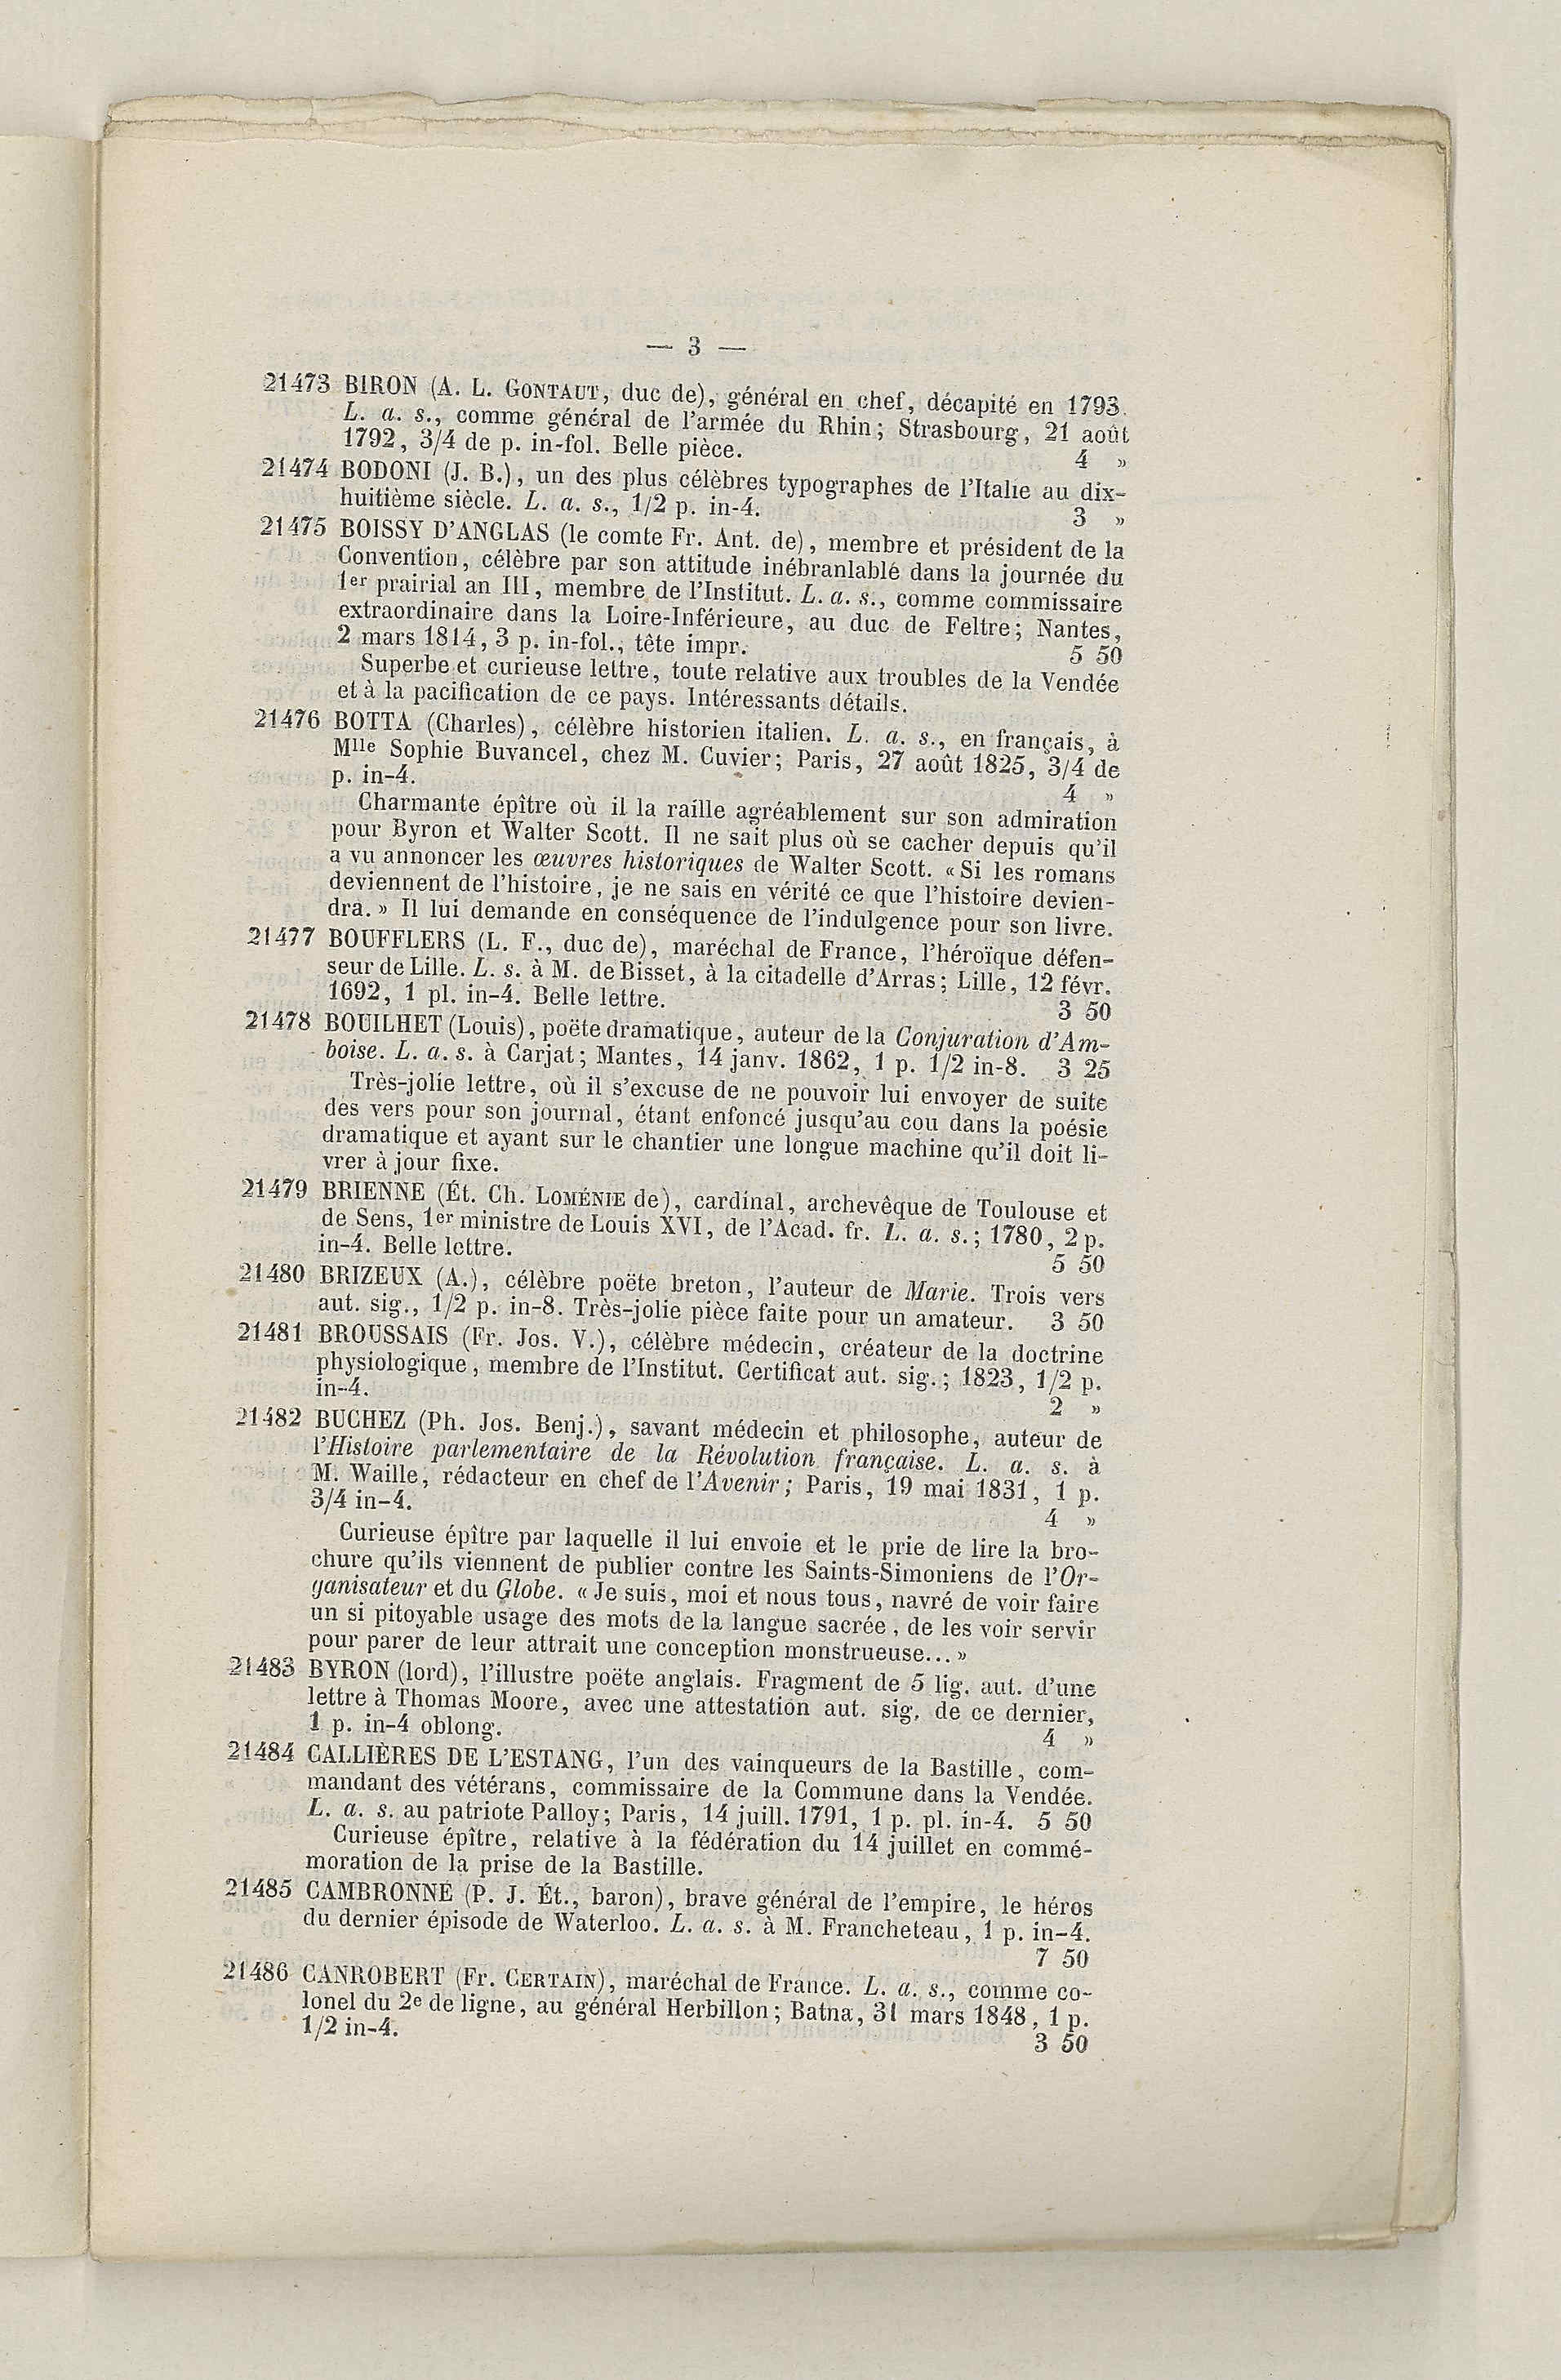 — 3 —
21473 BIRON (A. L. GONTAUT, duc de), général en chef, décapité en 1793.
L. a. s., comme général de l'armée du Rhin; Strasbourg, 21 août
1792, 3/4 de p. in-fol. Belle pièce. 4 »
21474 BODONI (J. B.), un des plus célèbres typographes de l'Italie au dix-
huitième siècle. L. a. s., 1/2 p. in-4. 3 »
21475 BOISSY D'ANGLAS (le comte Fr. Ant. de), membre et président de la
Convention, célèbre par son attitude inébranlable dans la journée du
1er prairial an III, membre de l'Institut. L. a. s., comme commissaire
extraordinaire dans la Loire-Inférieure, au duc de Feltre; Nantes,
2 mars 1814, 3 p. in-fol., tête impr. 5 50
Superbe et curieuse lettre, toute relative aux troubles de la Vendée
et à la pacification de ce pays. Intéressants détails.
21476 BOTTA (Charles), célèbre historien italien. L. a. s., en français, à
Mlle Sophie Buvancel, chez M. Cuvier; Paris, 27 août 1825, 3/4 de
p. in-4. 4 »
Charmante épître où il la raille agréablement sur son admiration
pour Byron et Walter Scott. Il ne sait plus où se cacher depuis qu'il
a vu annoncer les œuvres historiques de Walter Scott. « Si les romans
deviennent de l'histoire, je ne sais en vérité ce que l'histoire devien-
dra. » Il lui demande en conséquence de l'indulgence pour son livre.
21477 BOUFFLERS (L. F., duc de), maréchal de France, l'héroïque défen-
seur de Lille. L. s. à M. de Bisset, à la citadelle d'Arras; Lille, 12 févr.
1692, 1 pl. in-4. Belle lettre. 3 50
21478 BOUILHET (Louis), poëte dramatique, auteur de la Conjuration d'Am-
boise. L. a. s. à Carjat; Mantes, 14 janv. 1862, 1 p. 1/2 in-8. 3 25
Très-jolie lettre, où il s'excuse de ne pouvoir lui envoyer de suite
des vers pour son journal, étant enfoncé jusqu'au cou dans la poésie
dramatique et ayant sur le chantier une longue machine qu'il doit li-
vrer à jour fixe.
21479 BRIENNE (Ét. Ch. LOMÉNIE de), cardinal, archevêque de Toulouse et
de Sens, 1er ministre de Louis XVI, de l'Acad. fr. L. a. s.; 1780, 2 p.
in-4. Belle lettre. 5 50
21480 BRIZEUX (A.), célèbre poëte breton, l'auteur de Marie. Trois vers
aut. sig., 1/2 p. in-8. Très-jolie pièce faite pour un amateur. 3 50
21481 BROUSSAIS (Fr. Jos. V.), célèbre médecin, créateur de la doctrine
physiologique, membre de l'Institut. Certificat aut. sig.; 1823, 1/2 p.
in-4. 2 »
21482 BUCHEZ (Ph. Jos. Benj.), savant médecin et philosophe, auteur de
l'Histoire parlementaire de la Révolution française. L. a. s. à
M. Waille, rédacteur en chef de l'Avenir; Paris, 19 mai 1831, 1 p.
3/4 in-4. 4 »
Curieuse épître par laquelle il lui envoie et le prie de lire la bro-
chure qu'ils viennent de publier contre les Saints-Simoniens de l'Or-
ganisateur et du Globe. « Je suis, moi et nous tous, navré de voir faire
un si pitoyable usage des mots de la langue sacrée, de les voir servir
pour parer de leur attrait une conception monstrueuse... »
21483 BYRON (lord), l'illustre poëte anglais. Fragment de 5 lig. aut. d'une
lettre à Thomas Moore, avec une attestation aut. sig. de ce dernier,
1 p. in-4 oblong. 4 »
21484 CALLIÈRES DE L'ESTANG, l'un des vainqueurs de la Bastille, com-
mandant des vétérans, commissaire de la Commune dans la Vendée.
L. a. s. au patriote Palloy; Paris, 14 juill. 1791, 1 p. pl. in-4. 5 50
Curieuse épître, relative à la fédération du 14 juillet en commé-
moration de la prise de la Bastille.
21485 CAMBRONNE (P. J. Ét., baron), brave général de l'empire, le héros
du dernier épisode de Waterloo. L. a. s. à M. Francheteau, 1 p. in-4.
7 50
21486 CANROBERT (Fr. CERTAIN), maréchal de France. L. a. s., comme co-
lonel du 2e de ligne, au général Herbillon; Batna, 31 mars 1848, 1 p.
1/2 in-4. 3 50